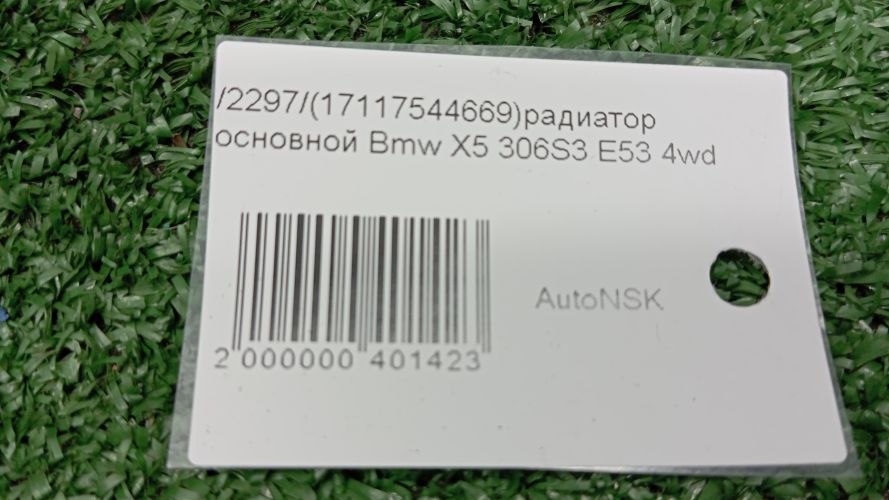 /2297/(17117544669)радиатор
основной Bmw X5 306S3 E53 4wd
AutoNSK
2 000000 401423